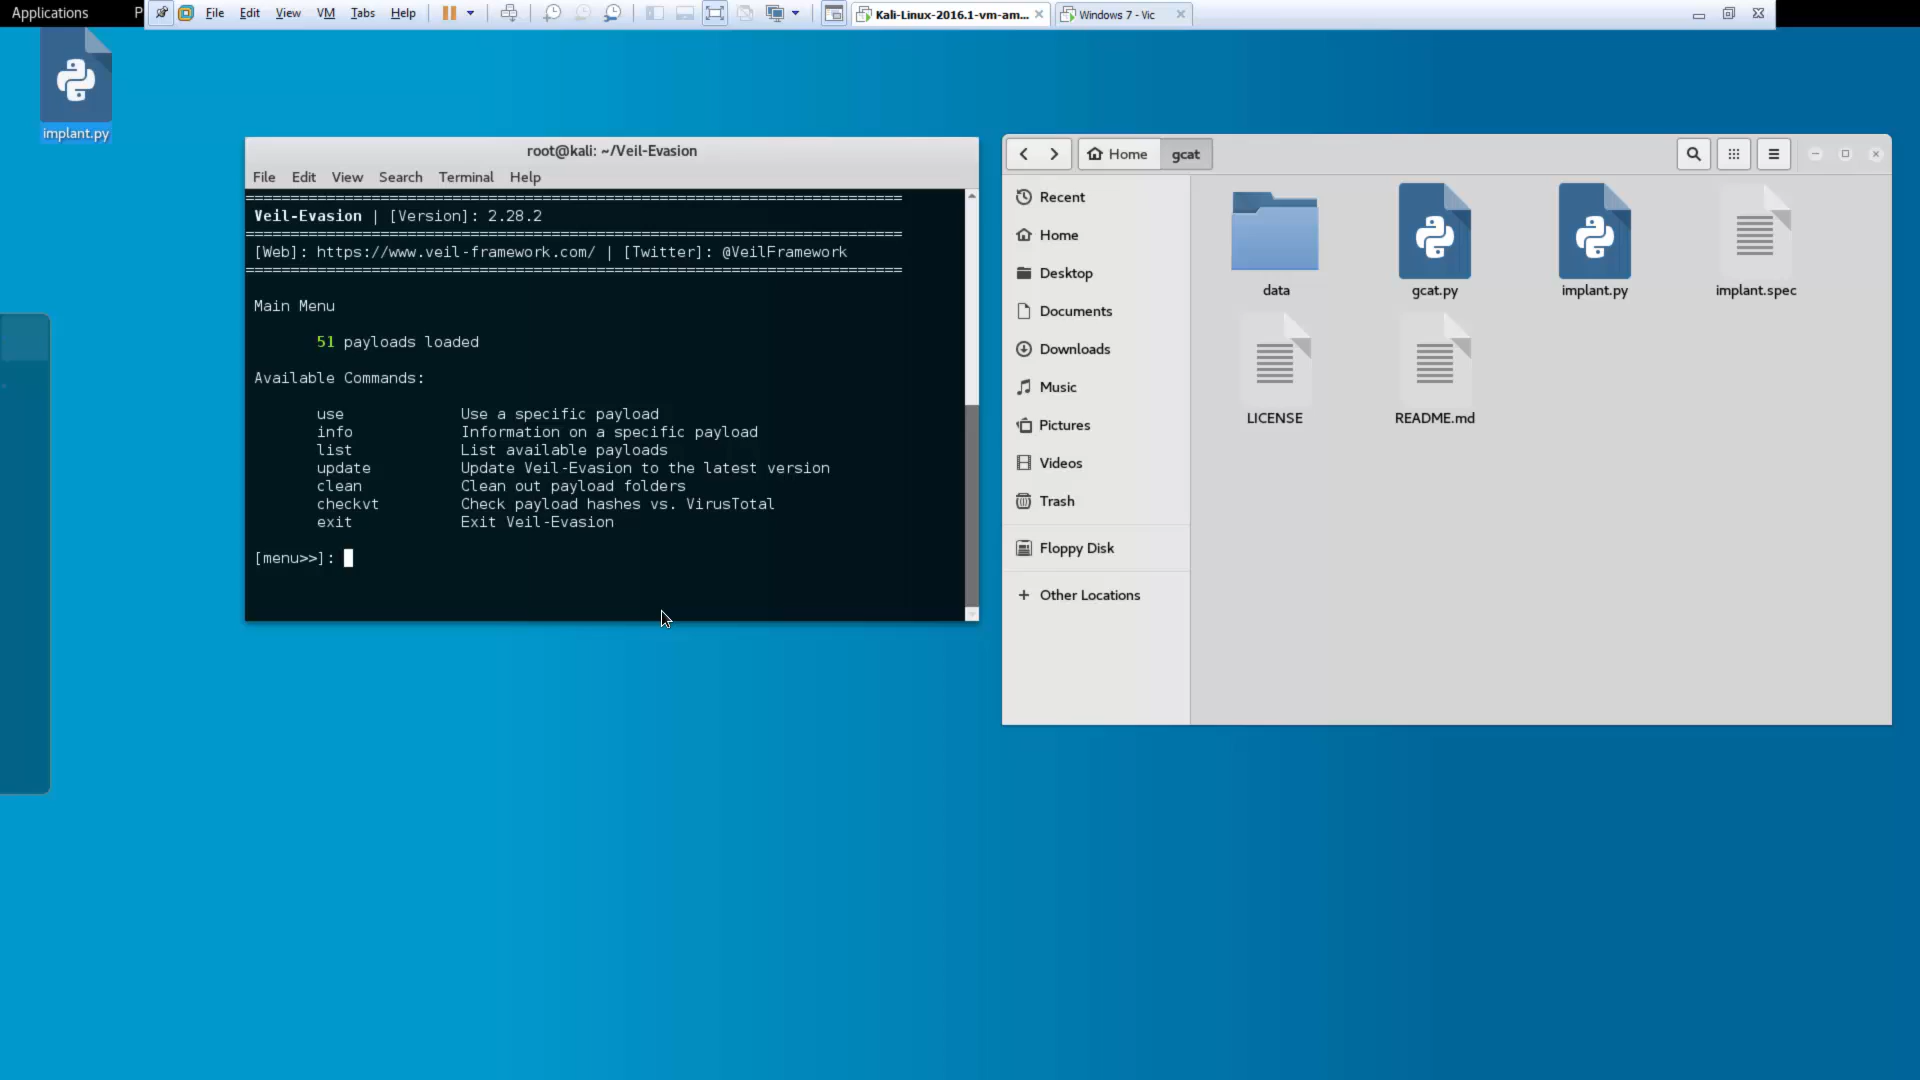 Applications
P
File Edit View VM Tabs Help
Kali-Linux-2016.1-vm-am...
Windows 7 - Vic
implant.py
root@kali: ~/Veil-Evasion
File Edit View Search Terminal Help
=========================================================================
Veil-Evasion | [Version]: 2.28.2
=========================================================================
[Web]: https://www.veil-framework.com/ | [Twitter]: @VeilFramework
=========================================================================
Main Menu
51 payloads loaded
Available Commands:
use Use a specific payload
info Information on a specific payload
list List available payloads
update Update Veil-Evasion to the latest version
clean Clean out payload folders
checkvt Check payload hashes vs. VirusTotal
exit Exit Veil-Evasion
[menu>>]:
Home gcat
Recent
Home
Desktop
Documents
Downloads
Music
Pictures
Videos
Trash
Floppy Disk
+ Other Locations
data gcat.py implant.py implant.spec
LICENSE README.md